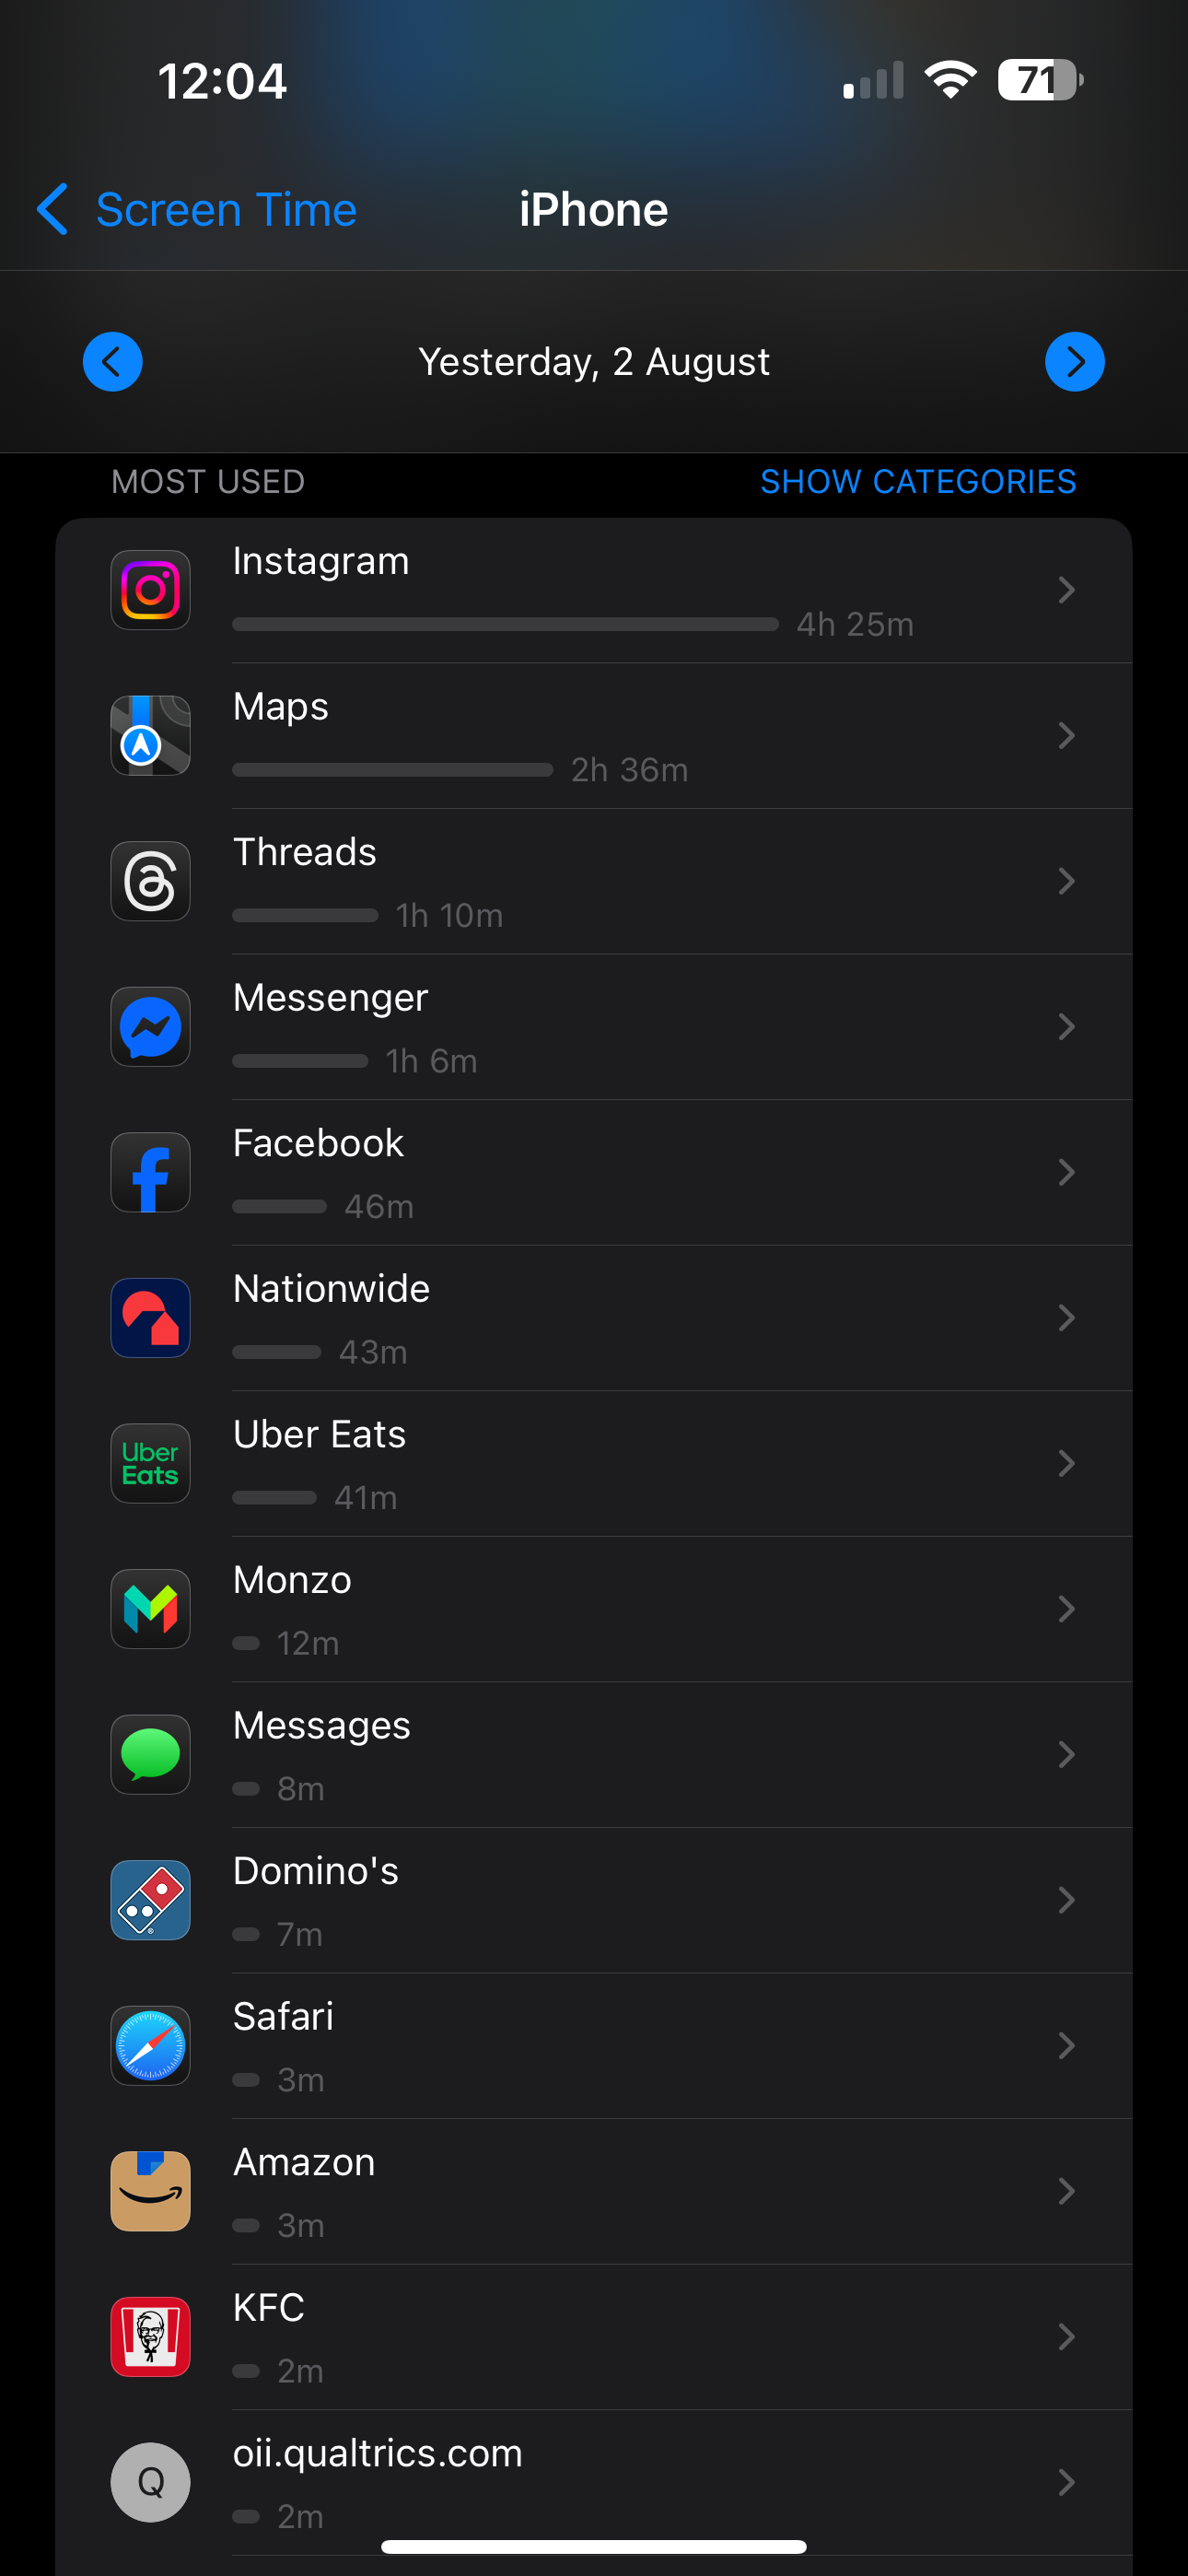 12:04
71
Screen Time
iPhone
Yesterday, 2 August
MOST USED
SHOW CATEGORIES
Instagram
4h 25m
Maps
2h 36m
Threads
1h 10m
Messenger
1h 6m
Facebook
46m
Nationwide
43m
Uber
Eats
Uber Eats
41m
Monzo
12m
Messages
8m
Domino's
7m
Safari
3m
Amazon
3m
KFC
2m
Q
oii.qualtrics.com
2m